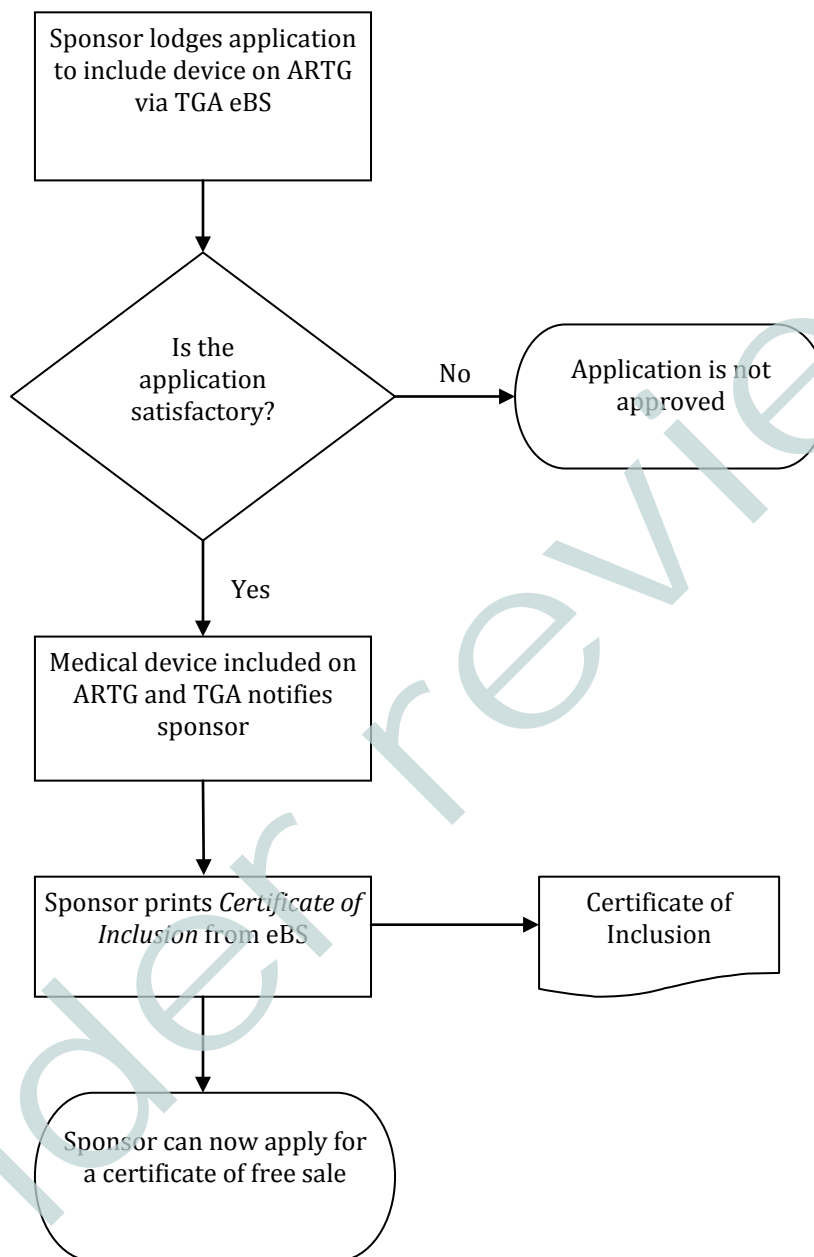 Sponsor lodges application
to include device on ARTG
via TGA eBS
Is the
application
satisfactory?
No
Application is not
approved
Yes
Medical device included on
ARTG and TGA notifies
sponsor
Sponsor prints Certificate of
Inclusion from eBS
Certificate of
Inclusion
Sponsor can now apply for
a certificate of free sale
nder revie